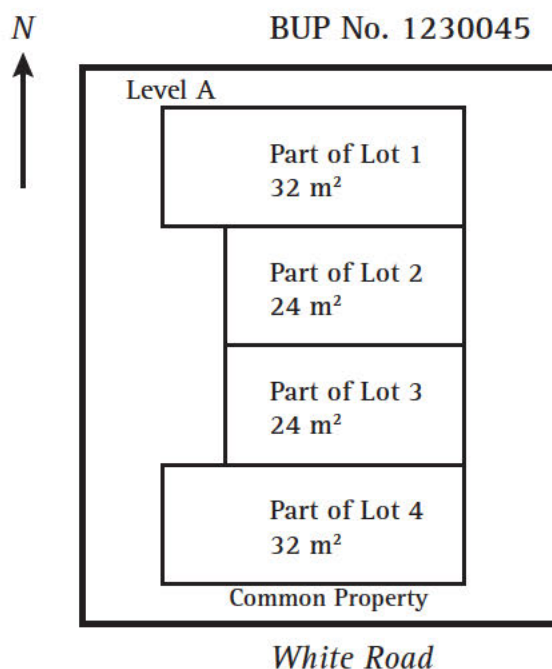 N
BUP No. 1230045
Level A
Part of Lot 1
32 m²
Part of Lot 2
24 m²
Part of Lot 3
24 m²
Part of Lot 4
32 m²
Common Property
White Road